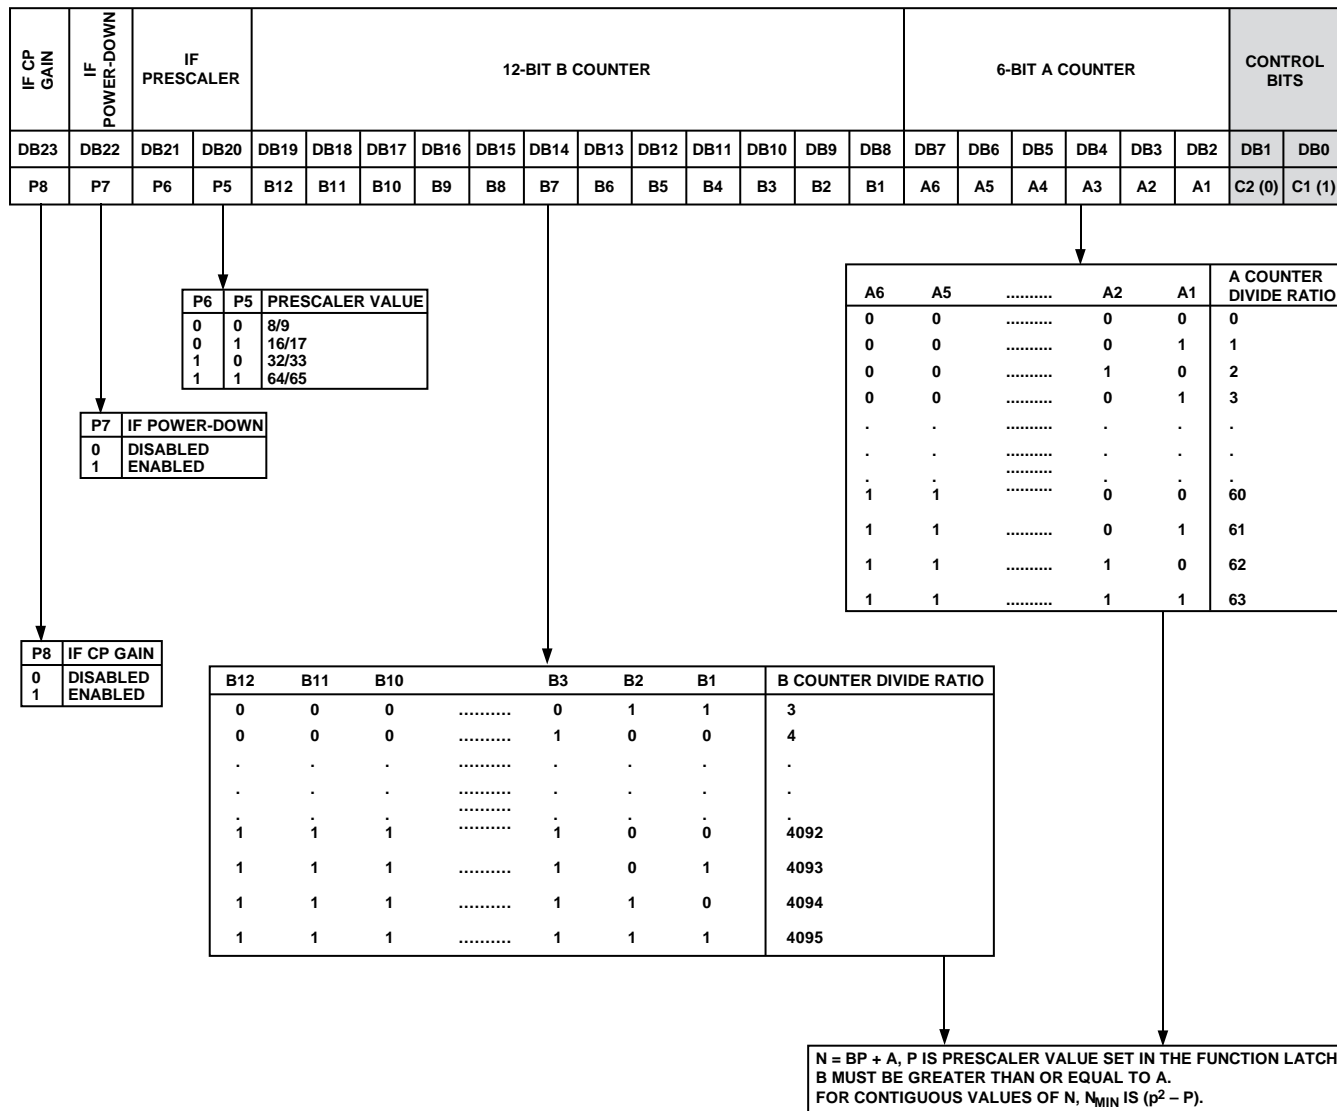 IF CP GAIN
IF POWER-DOWN
IF PRESCALER
12-BIT B COUNTER
6-BIT A COUNTER
CONTROL BITS
DB23 DB22 DB21 DB20 DB19 DB18 DB17 DB16 DB15 DB14 DB13 DB12 DB11 DB10 DB9 DB8 DB7 DB6 DB5 DB4 DB3 DB2 DB1 DB0
P8 P7 P6 P5 B12 B11 B10 B9 B8 B7 B6 B5 B4 B3 B2 B1 A6 A5 A4 A3 A2 A1 C2 (0) C1 (1)
P6 P5 PRESCALER VALUE
0 0 8/9
0 1 16/17
1 0 32/33
1 1 64/65
P7 IF POWER-DOWN
0 DISABLED
1 ENABLED
A6 A5 .......... A2 A1 A COUNTER DIVIDE RATIO
0 0 .......... 0 0 0
0 0 .......... 0 1 1
0 0 .......... 1 0 2
0 0 .......... 0 1 3
. . .......... . . .
. . .......... . . .
. . .......... . . .
1 1 .......... 0 0 60
1 1 .......... 0 1 61
1 1 .......... 1 0 62
1 1 .......... 1 1 63
P8 IF CP GAIN
0 DISABLED
1 ENABLED
B12 B11 B10 B3 B2 B1 B COUNTER DIVIDE RATIO
0 0 0 .......... 0 1 1 3
0 0 0 .......... 1 0 0 4
. . . .......... . . . .
. . . .......... . . . .
. . . .......... . . . .
1 1 1 .......... 1 0 0 4092
1 1 1 .......... 1 0 1 4093
1 1 1 .......... 1 1 0 4094
1 1 1 .......... 1 1 1 4095
N = BP + A, P IS PRESCALER VALUE SET IN THE FUNCTION LATCH
B MUST BE GREATER THAN OR EQUAL TO A.
FOR CONTIGUOUS VALUES OF N, NMIN IS (p² – P).